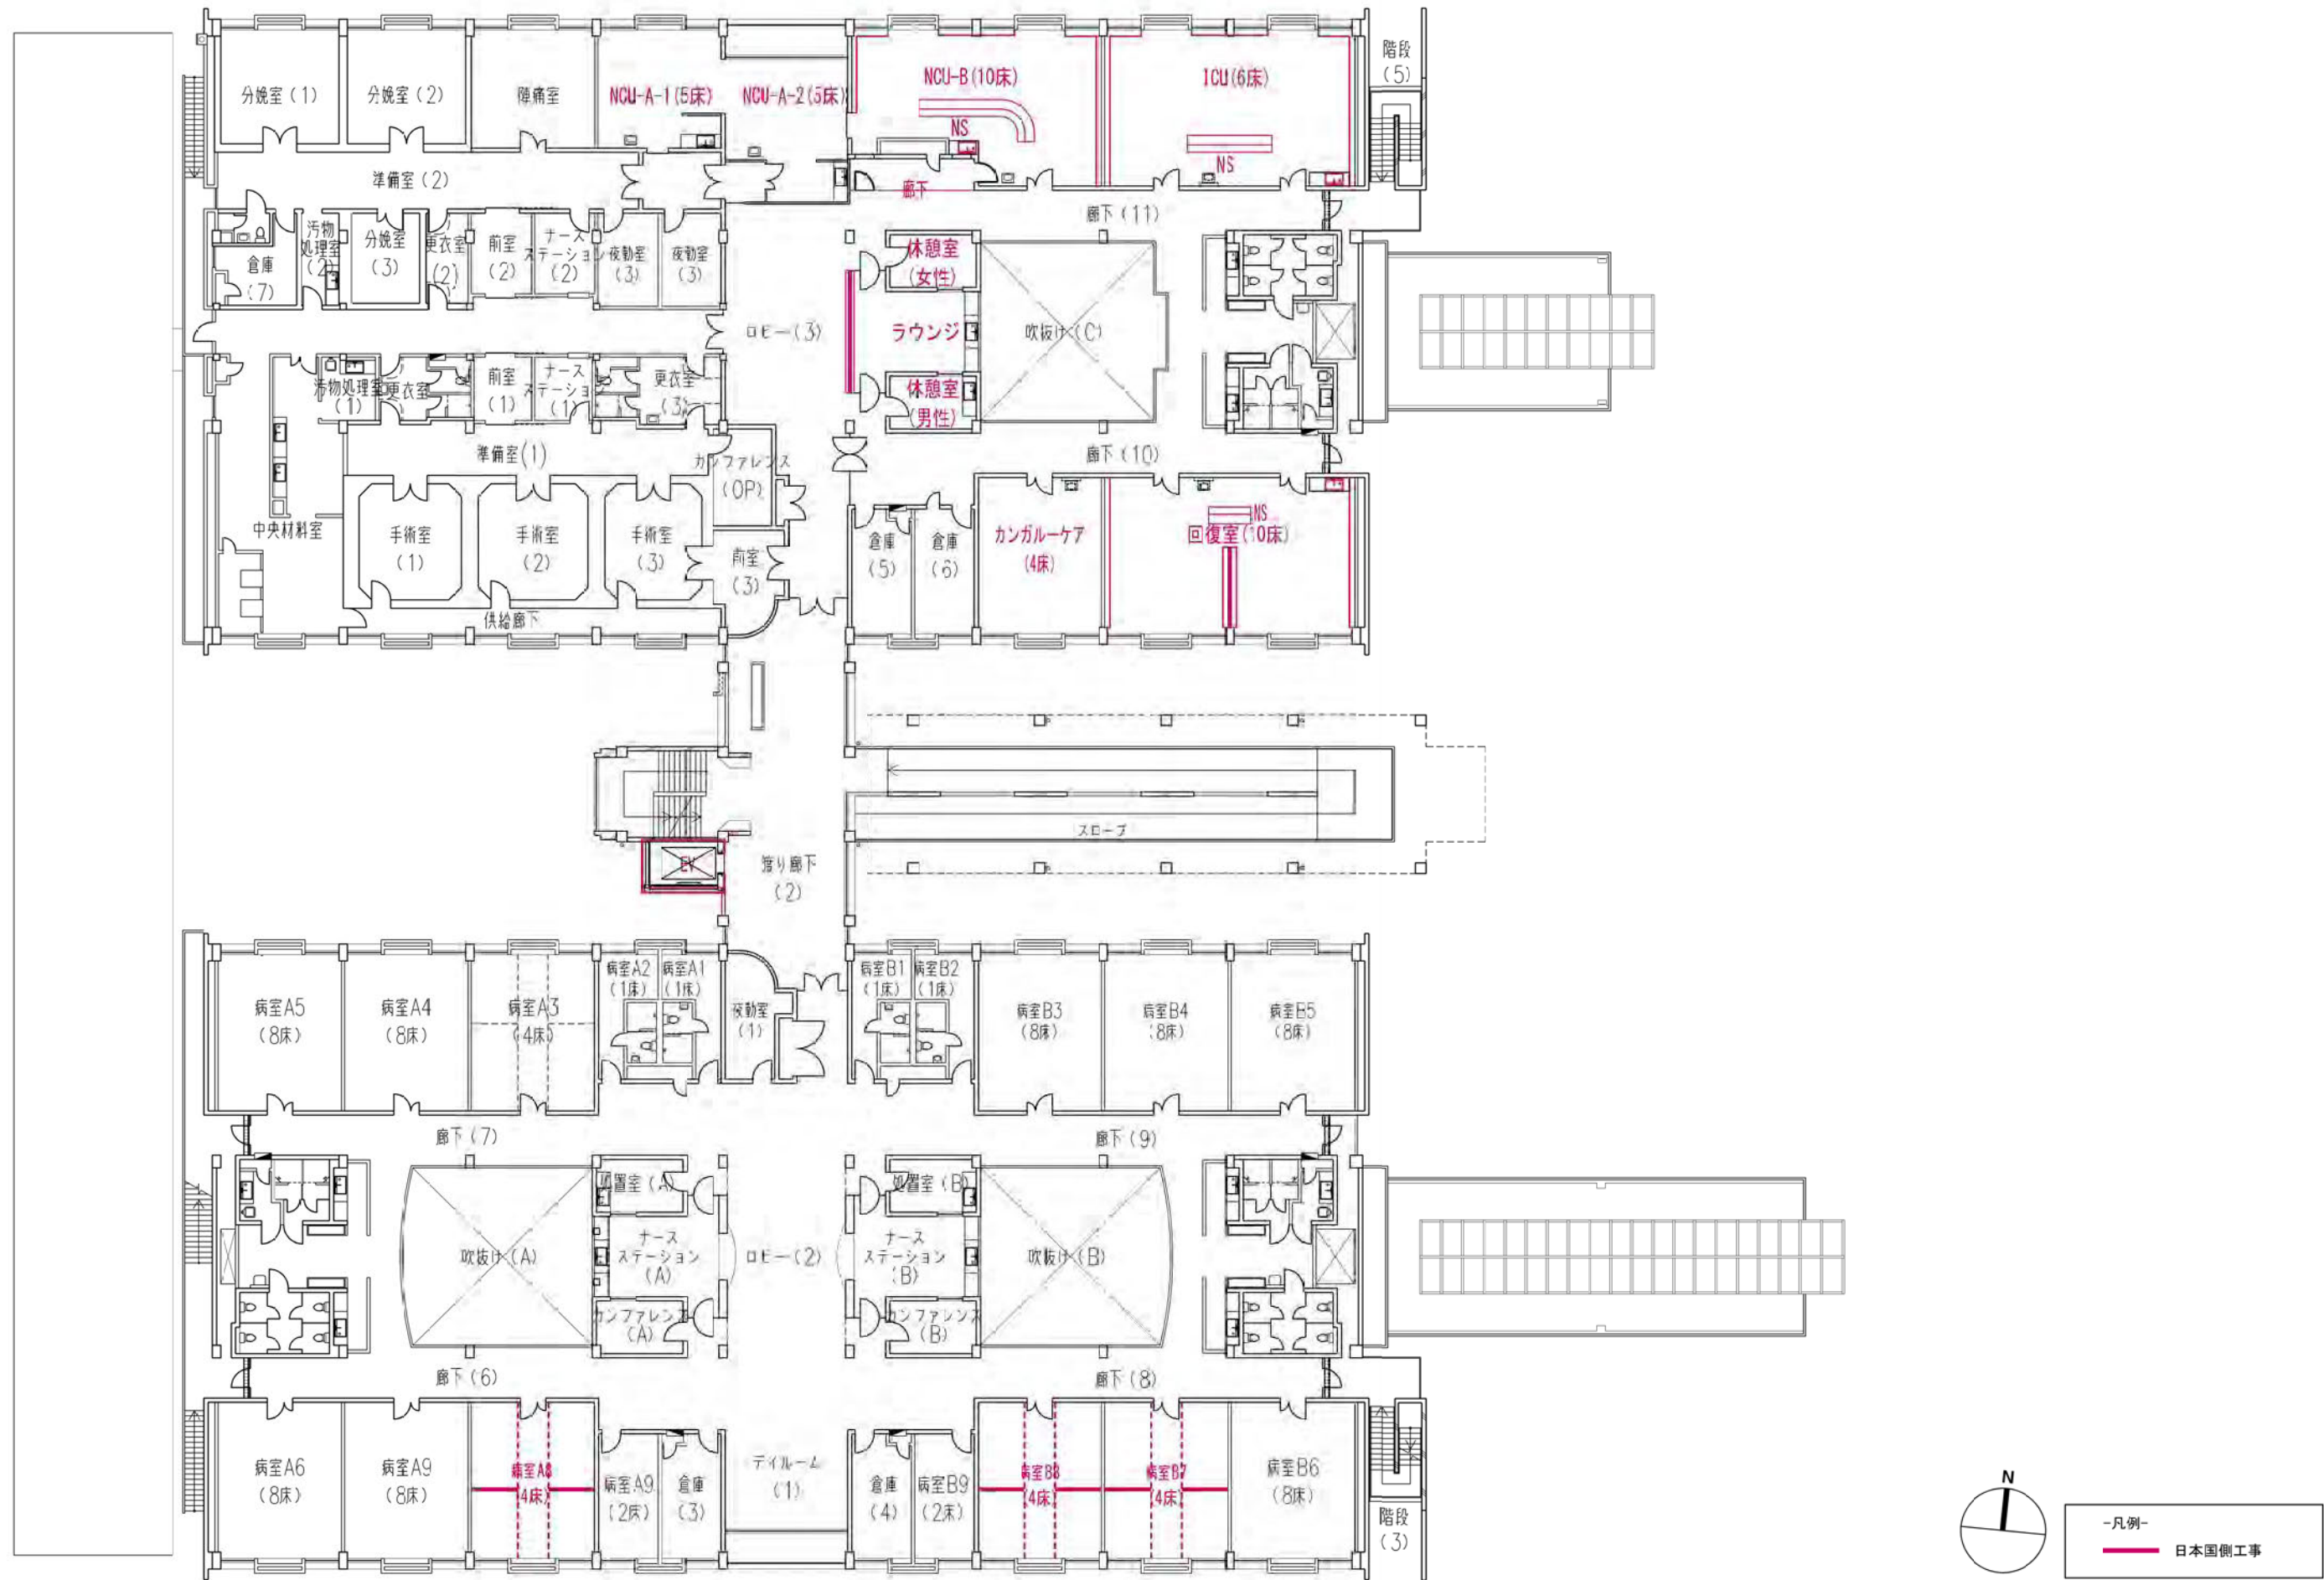 分娩室(1)
分娩室(2)
陣痛室
NCU-A-1(5床)
NCU-A-2(5床)
NCU-B(10床)
NS
ICU(6床)
NS
階段
(5)
準備室(2)
廊下
廊下(11)
倉庫
(7)
汚物
処理室
(2)
分娩室
(3)
更衣室
(2)
前室
(2)
ナース
ステーション
(2)
夜勤室
(3)
夜勤室
(3)
休憩室
(女性)
ロビー(3)
ラウンジ
吹抜け(C)
汚物処理室
(1)
更衣室
前室
(1)
ナース
ステーション
(1)
更衣室
(3)
休憩室
(男性)
準備室(1)
カンファレンス
(OP)
廊下(10)
中央材料室
手術室
(1)
手術室
(2)
手術室
(3)
前室
(3)
倉庫
(5)
倉庫
(6)
カンガルーケア
(4床)
NS
回復室(10床)
供給廊下
スロープ
EV
渡り廊下
(2)
病室A5
(8床)
病室A4
(8床)
病室A3
(4床)
病室A2
(1床)
病室A1
(1床)
夜勤室
(1)
病室B1
(1床)
病室B2
(1床)
病室B3
(8床)
病室B4
(8床)
病室B5
(8床)
廊下(7)
廊下(9)
処置室(A)
処置室(B)
吹抜け(A)
ナース
ステーション
(A)
ロビー(2)
ナース
ステーション
(B)
吹抜け(B)
カンファレンス
(A)
カンファレンス
(B)
廊下(6)
廊下(8)
病室A6
(8床)
病室A9
(8床)
病室A8
(4床)
病室A9
(2床)
倉庫
(3)
デイルーム
(1)
倉庫
(4)
病室B9
(2床)
病室B8
(4床)
病室B7
(4床)
病室B6
(8床)
階段
(3)
N
-凡例-
日本国側工事